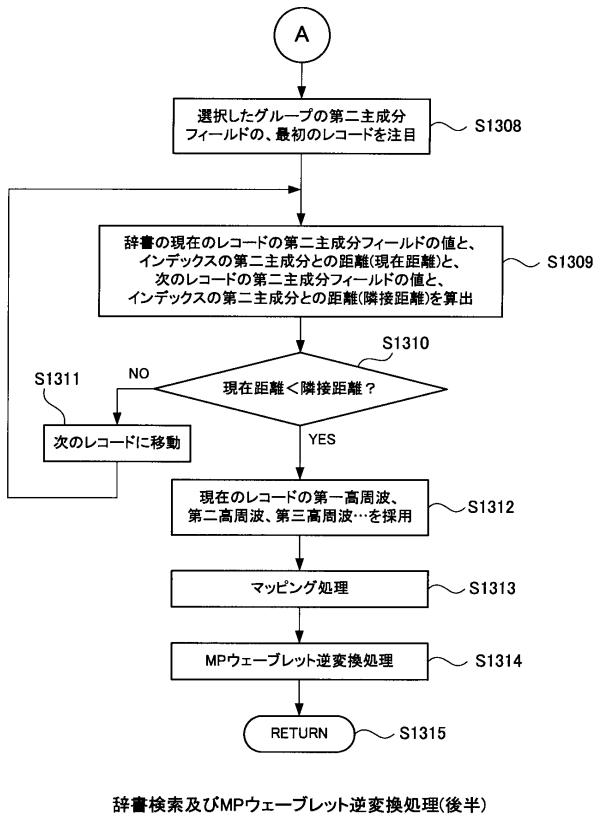 A
選択したグループの第二主成分
フィールドの、最初のレコードを注目
S1308
辞書の現在のレコードの第二主成分フィールドの値と、
インデックスの第二主成分との距離(現在距離)と、
次のレコードの第二主成分フィールドの値と、
インデックスの第二主成分との距離(隣接距離)を算出
S1309
S1310
現在距離<隣接距離?
NO
S1311
次のレコードに移動
YES
現在のレコードの第一高周波、
第二高周波、第三高周波…を採用
S1312
マッピング処理
S1313
MPウェーブレット逆変換処理
S1314
RETURN
S1315
辞書検索及びMPウェーブレット逆変換処理(後半)